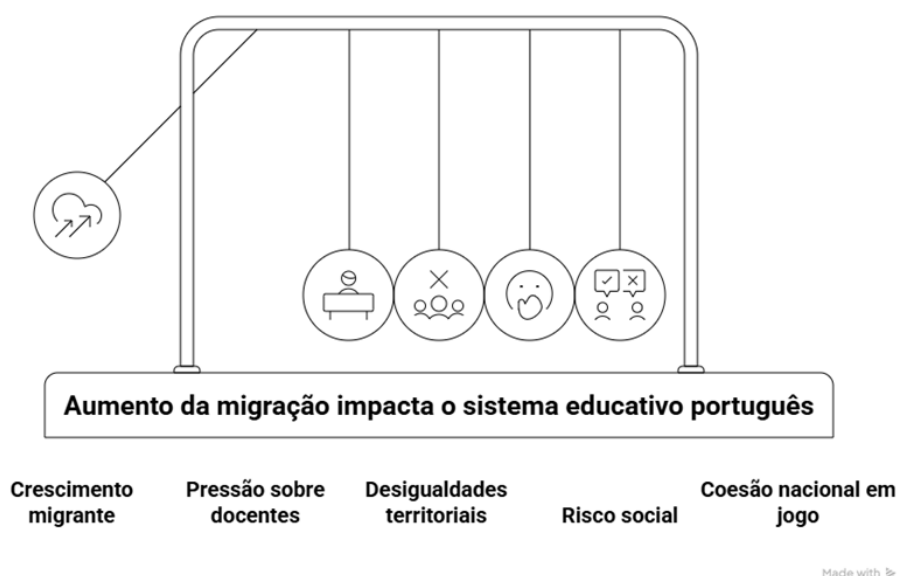 Aumento da migração impacta o sistema educativo português
Crescimento
migrante
Pressão sobre
docentes
Desigualdades
territoriais
Risco social
Coesão nacional em
jogo
Made with